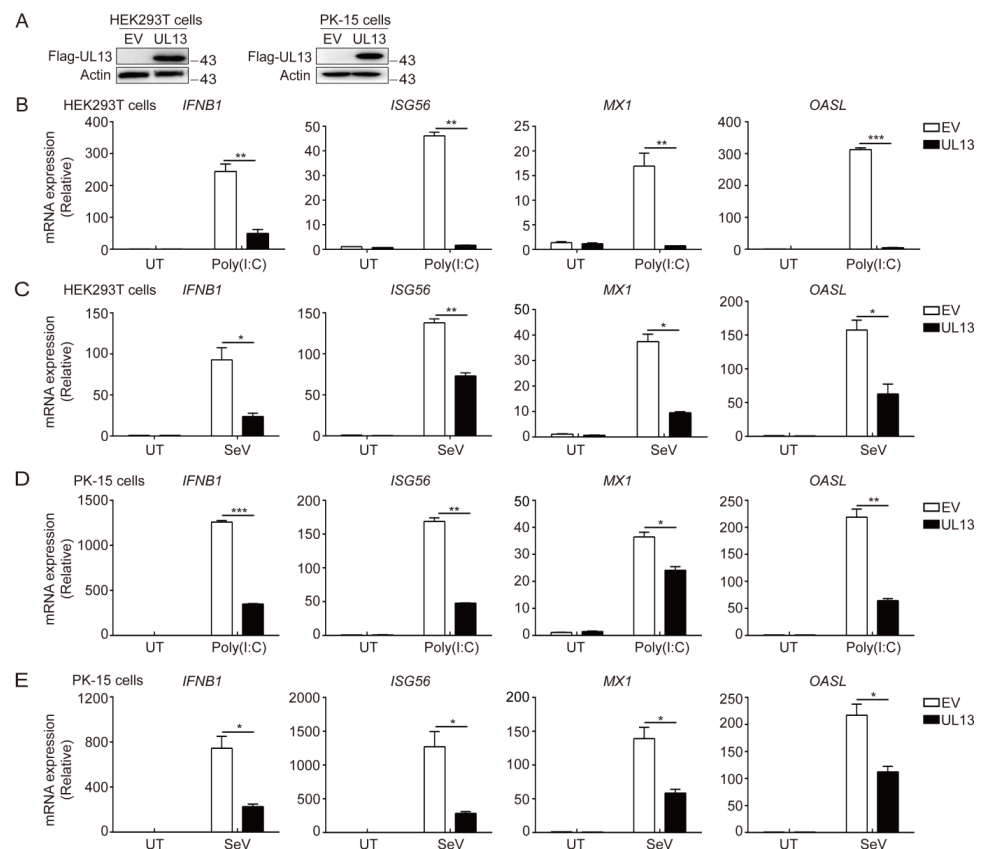 A
HEK293T cells
PK-15 cells
EV UL13
EV UL13
Flag-UL13
–43
Flag-UL13
–43
Actin
–43
Actin
–43
B
HEK293T cells
IFNB1
ISG56
MX1
OASL
mRNA expression
(Relative)
400
300
200
100
0
**
UT
Poly(I:C)
50
40
30
20
10
0
**
UT
Poly(I:C)
25
20
15
10
5
0
**
UT
Poly(I:C)
400
300
200
100
0
***
UT
Poly(I:C)
EV
UL13
C
HEK293T cells
IFNB1
ISG56
MX1
OASL
mRNA expression
(Relative)
150
100
50
0
*
UT
SeV
150
100
50
0
**
UT
SeV
50
40
30
20
10
0
*
UT
SeV
200
150
100
50
0
*
UT
SeV
EV
UL13
D
PK-15 cells
IFNB1
ISG56
MX1
OASL
mRNA expression
(Relative)
1500
1000
500
0
***
UT
Poly(I:C)
200
150
100
50
0
**
UT
Poly(I:C)
50
40
30
20
10
0
*
UT
Poly(I:C)
250
200
150
100
50
0
**
UT
Poly(I:C)
EV
UL13
E
PK-15 cells
IFNB1
ISG56
MX1
OASL
mRNA expression
(Relative)
1200
800
400
0
*
UT
SeV
2000
1500
1000
500
0
*
UT
SeV
200
150
100
50
0
*
UT
SeV
250
200
150
100
50
0
*
UT
SeV
EV
UL13